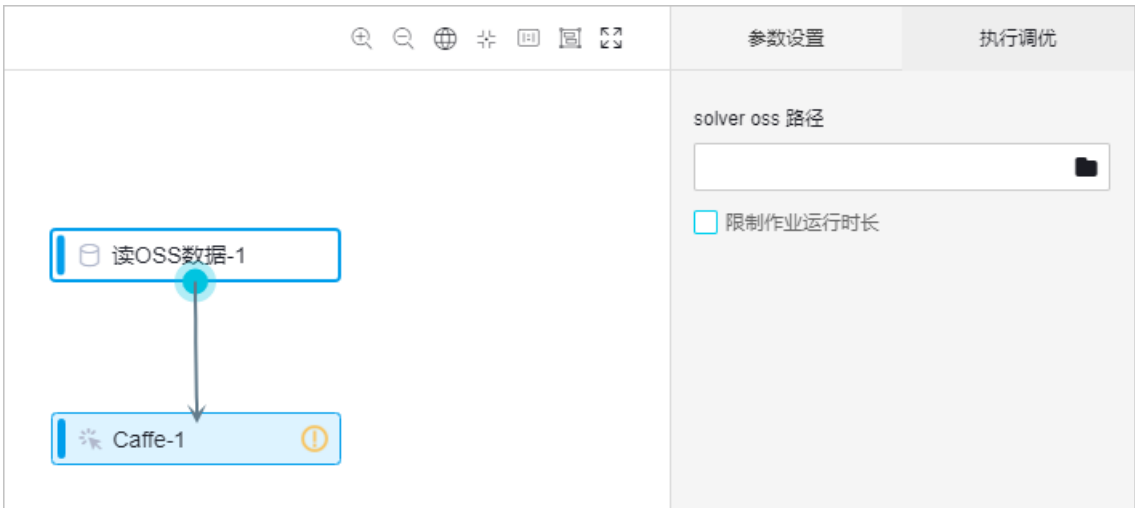 参数设置
执行调优
solver oss 路径
限制作业运行时长
读OSS数据-1
Caffe-1